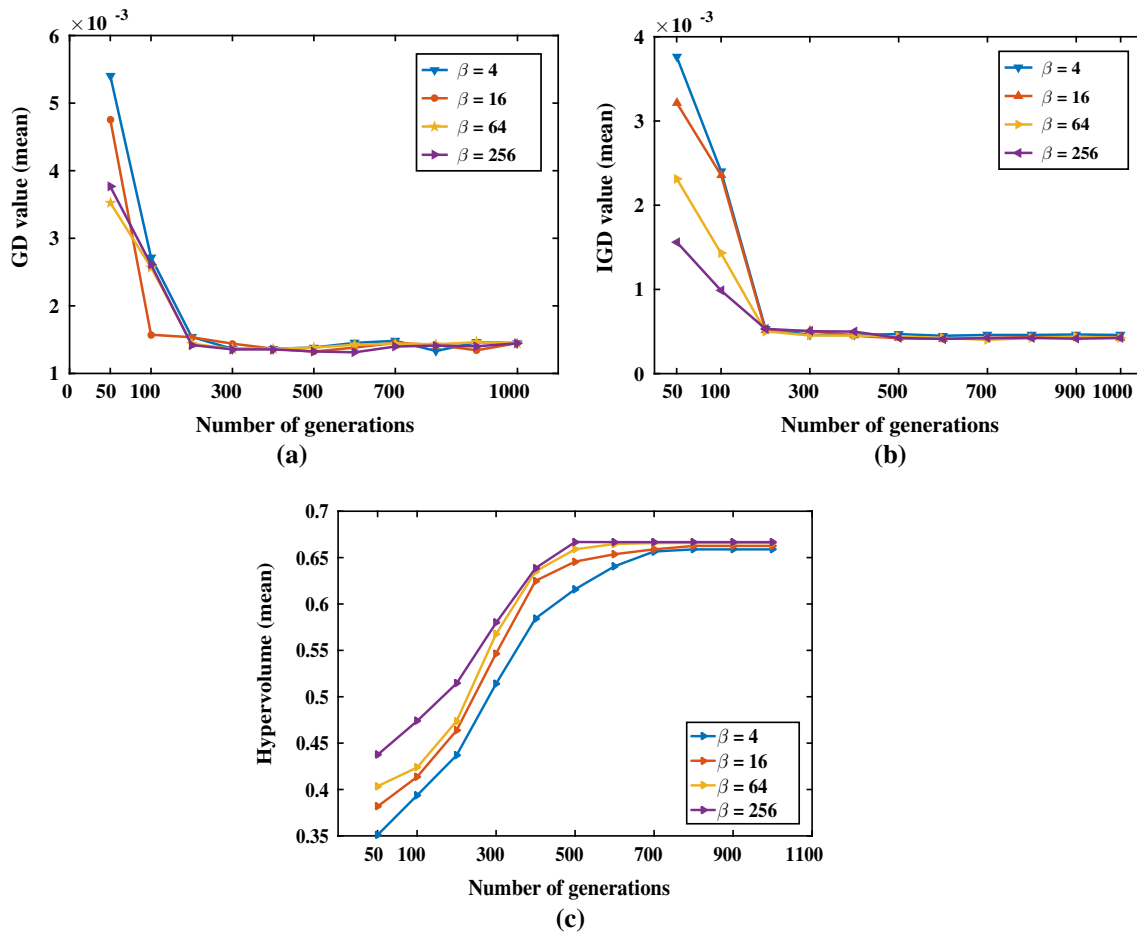 ×10 -3
6
5
4
3
2
1
GD value (mean)
β = 4
β = 16
β = 64
β = 256
0 50 100 300 500 700 1000
Number of generations
(a)
×10 -3
4
3
2
1
0
IGD value (mean)
β = 4
β = 16
β = 64
β = 256
50 100 300 500 700 900 1000
Number of generations
(b)
0.7
0.65
0.6
0.55
0.5
0.45
0.4
0.35
Hypervolume (mean)
β = 4
β = 16
β = 64
β = 256
50 100 300 500 700 900 1100
Number of generations
(c)